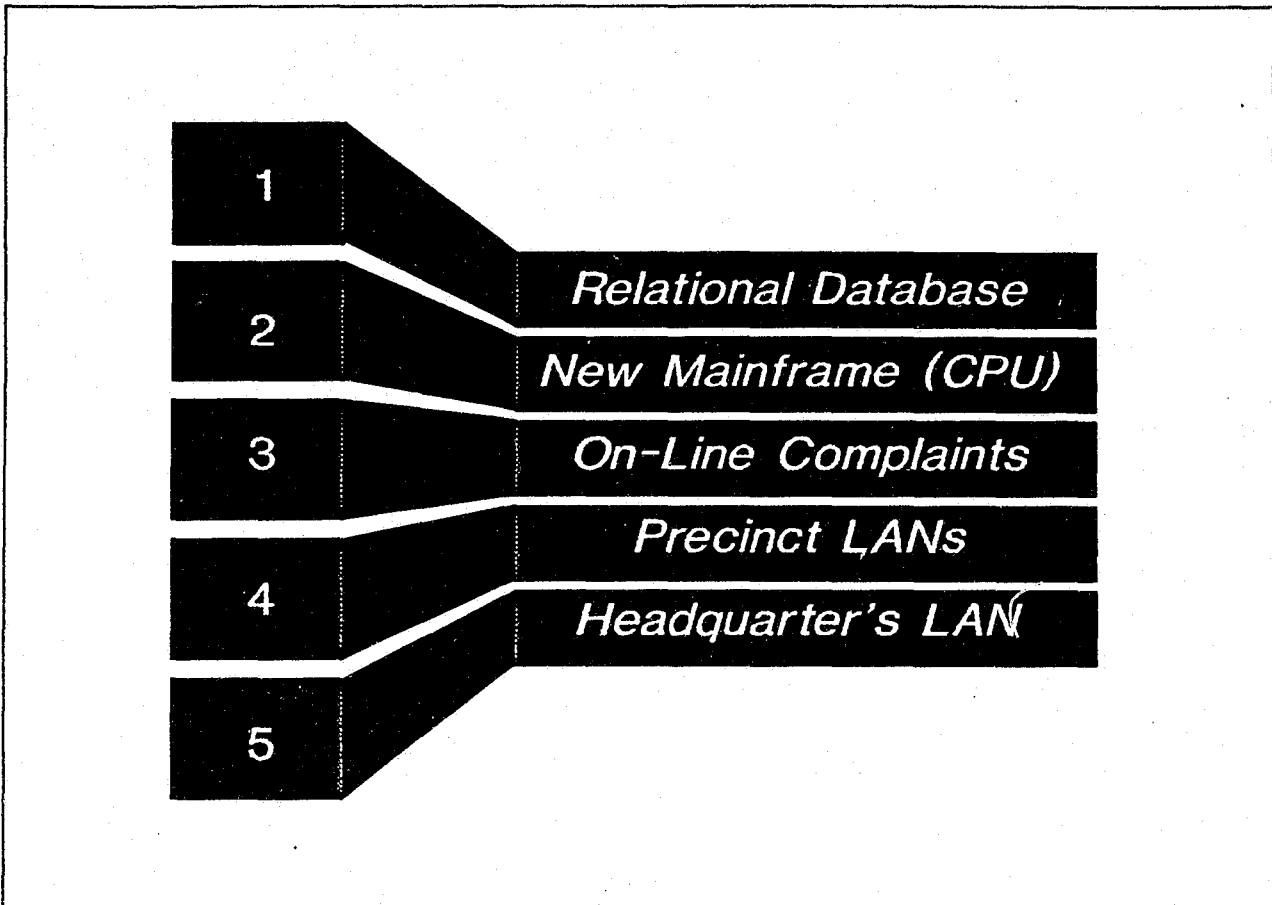 1
Relational Database
2
New Mainframe (CPU)
3
On-Line Complaints
4
Precinct LANs
5
Headquarter's LAN